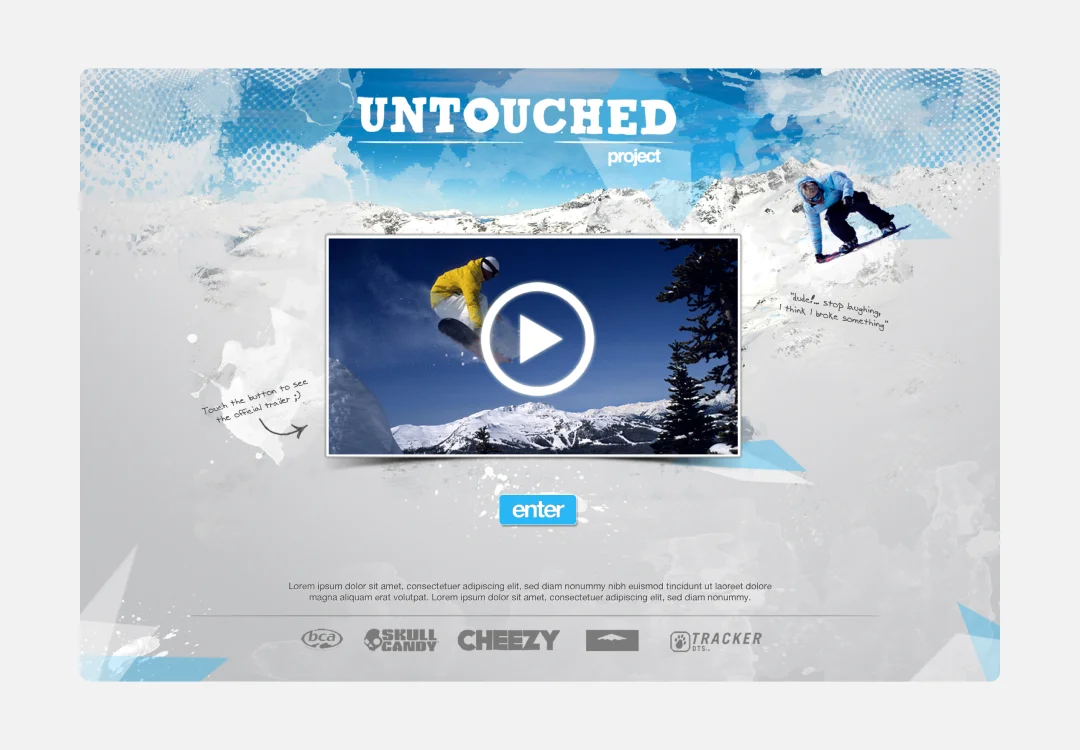 UNTOUCHED
project
"dude!... stop laughing,
I think I broke something"
Touch the button to see
the official trailer ;)
enter
Lorem ipsum dolor sit amet, consectetuer adipiscing elit, sed diam nonummy nibh euismod tincidunt ut laoreet dolore
magna aliquam erat volutpat. Lorem ipsum dolor sit amet, consectetuer adipiscing elit, sed diam nonummy.
bca
SKULL
CANDY
CHEEZY
TRACKER
DTS